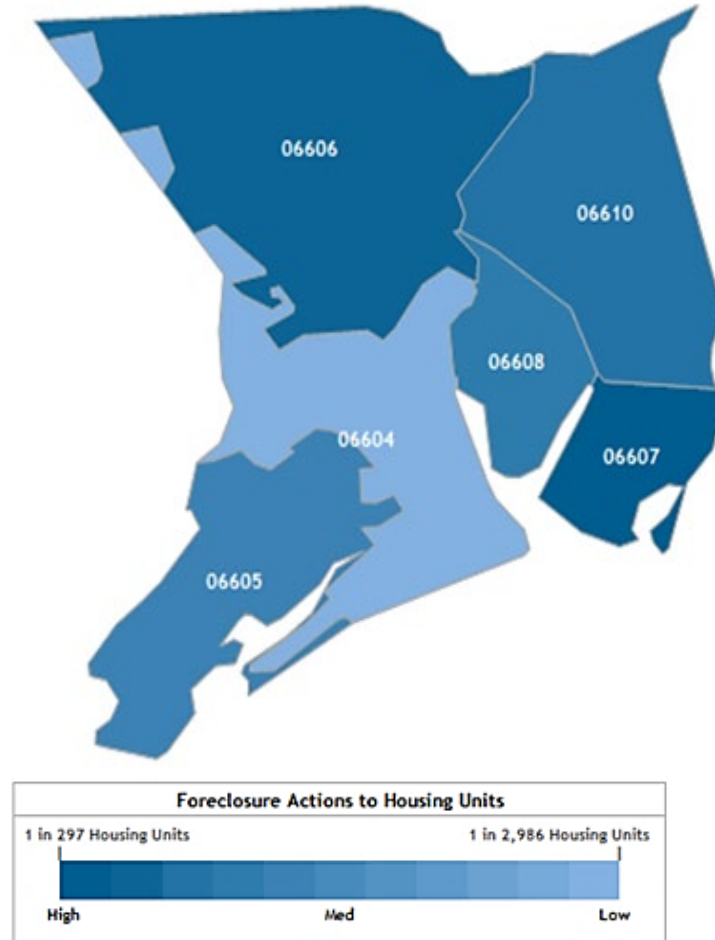 06606
06610
06608
06604
06607
06605
Foreclosure Actions to Housing Units
1 in 297 Housing Units 1 in 2,986 Housing Units
High Med Low